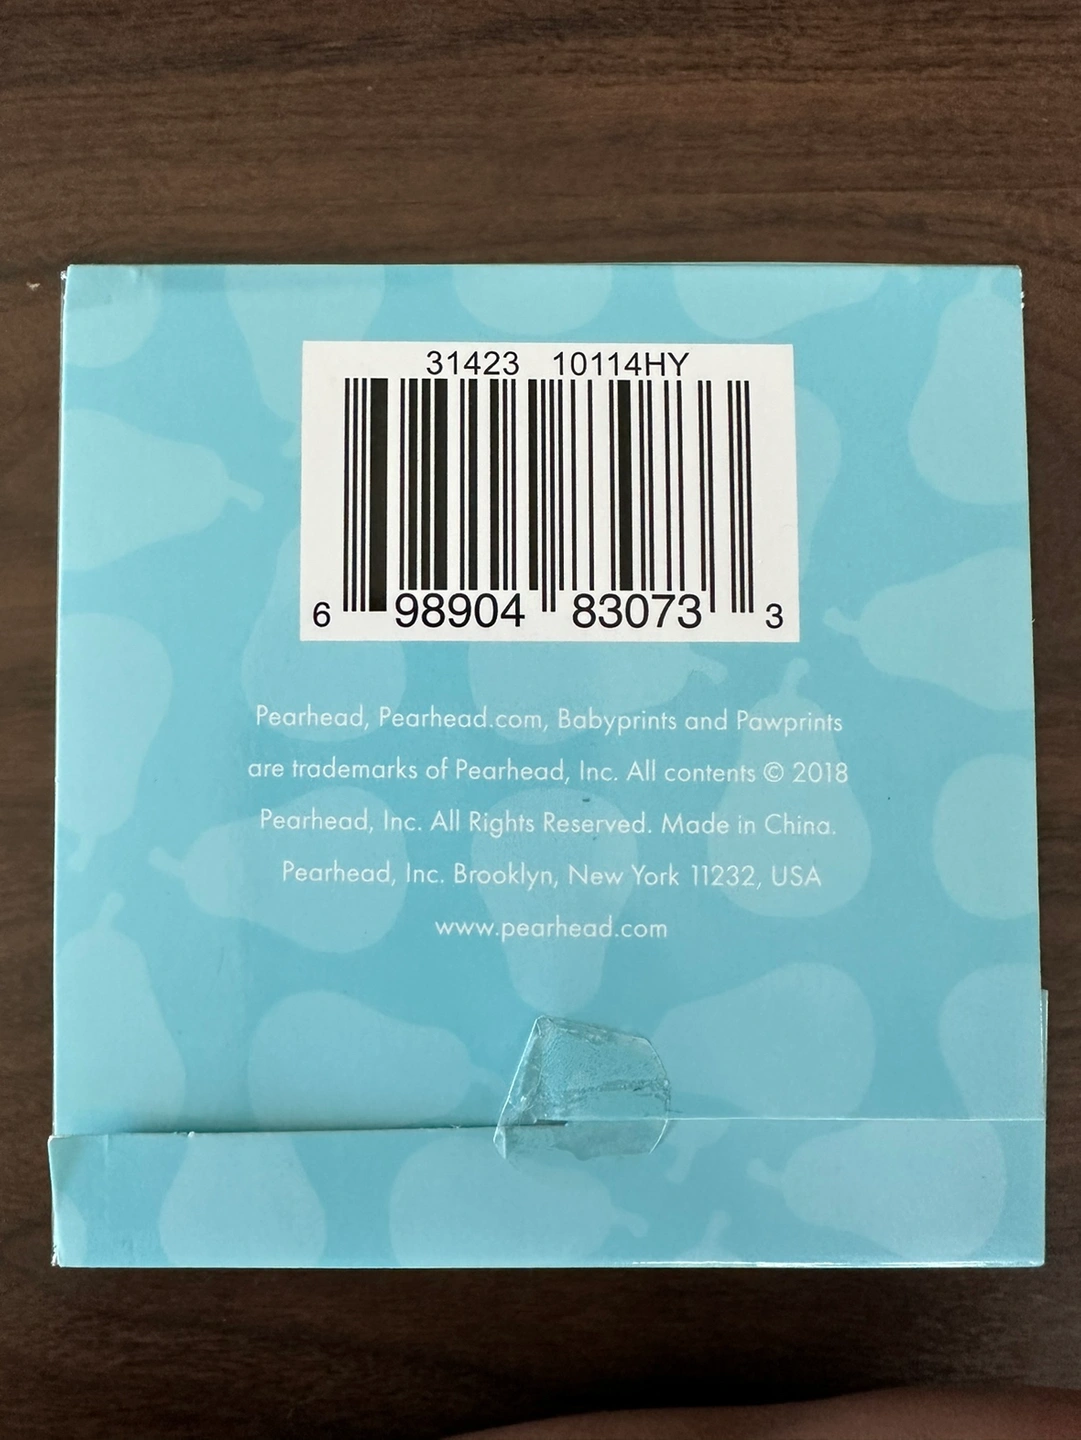 31423 10114HY
6 98904 83073 3
Pearhead, Pearhead.com, Babyprints and Pawprints
are trademarks of Pearhead, Inc. All contents © 2018
Pearhead, Inc. All Rights Reserved. Made in China.
Pearhead, Inc. Brooklyn, New York 11232, USA
www.pearhead.com